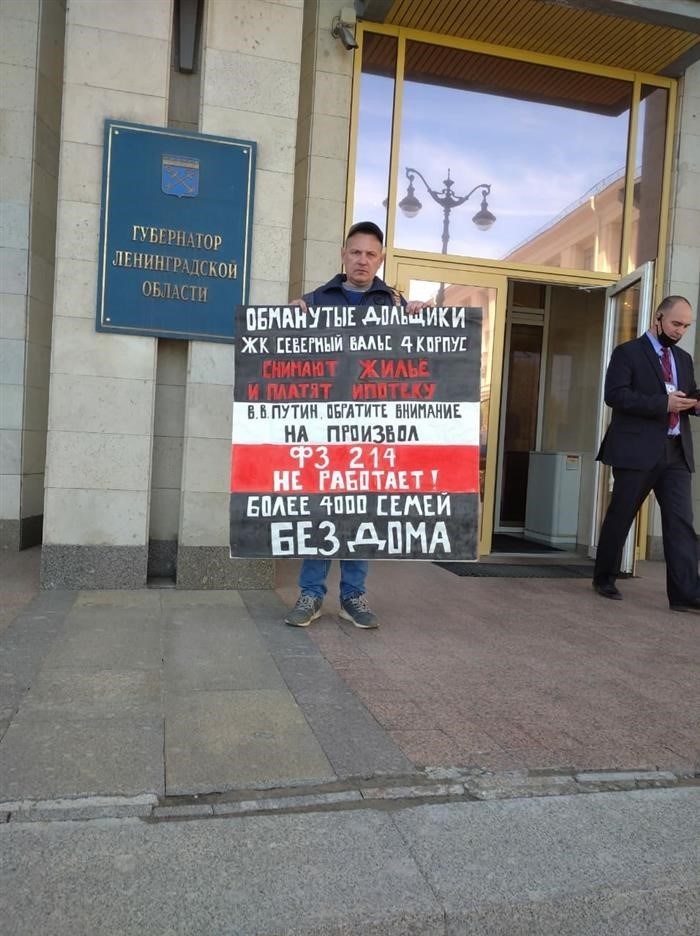 ГУБЕРНАТОР
ЛЕНИНГРАДСКОЙ
ОБЛАСТИ
ОБМАНУТЫЕ ДОЛЬЩИКИ
ЖК СЕВЕРНЫЙ ВАЛЬС 4 КОРПУС
СНИМАЮТ ЖИЛЬЁ
И ПЛАТЯТ ИПОТЕКУ
В.В.ПУТИН, ОБРАТИТЕ ВНИМАНИЕ
НА ПРОИЗВОЛ
ФЗ 214
НЕ РАБОТАЕТ!
БОЛЕЕ 4000 СЕМЕЙ
БЕЗ ДОМА